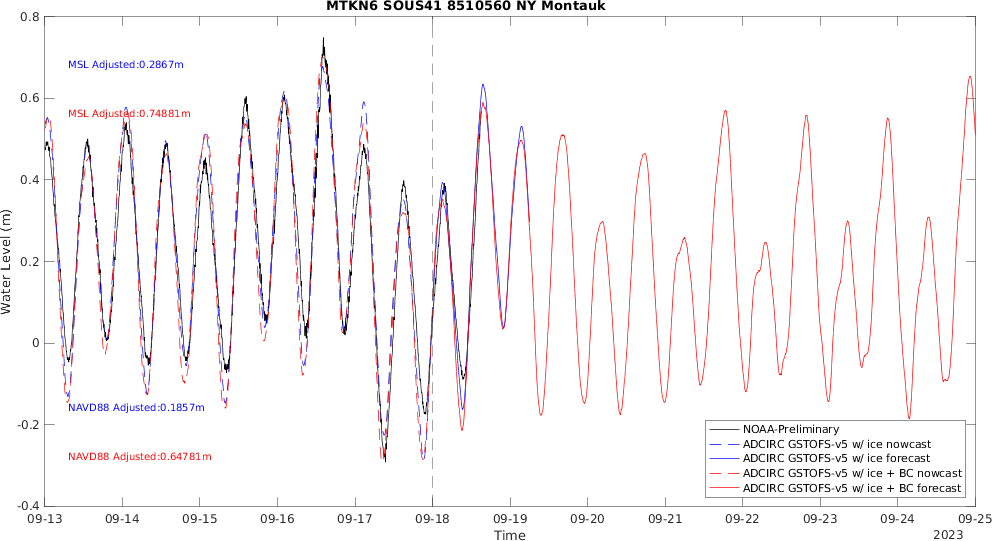 MTKN6 SOUS41 8510560 NY Montauk
0.8
0.6
0.4
0.2
0
-0.2
-0.4
Water Level (m)
MSL Adjusted:0.2867m
MSL Adjusted:0.74881m
NAVD88 Adjusted:0.1857m
NAVD88 Adjusted:0.64781m
NOAA-Preliminary
ADCIRC GSTOFS-v5 w/ ice nowcast
ADCIRC GSTOFS-v5 w/ ice forecast
ADCIRC GSTOFS-v5 w/ ice + BC nowcast
ADCIRC GSTOFS-v5 w/ ice + BC forecast
09-13 09-14 09-15 09-16 09-17 09-18 09-19 09-20 09-21 09-22 09-23 09-24 09-25
Time
2023